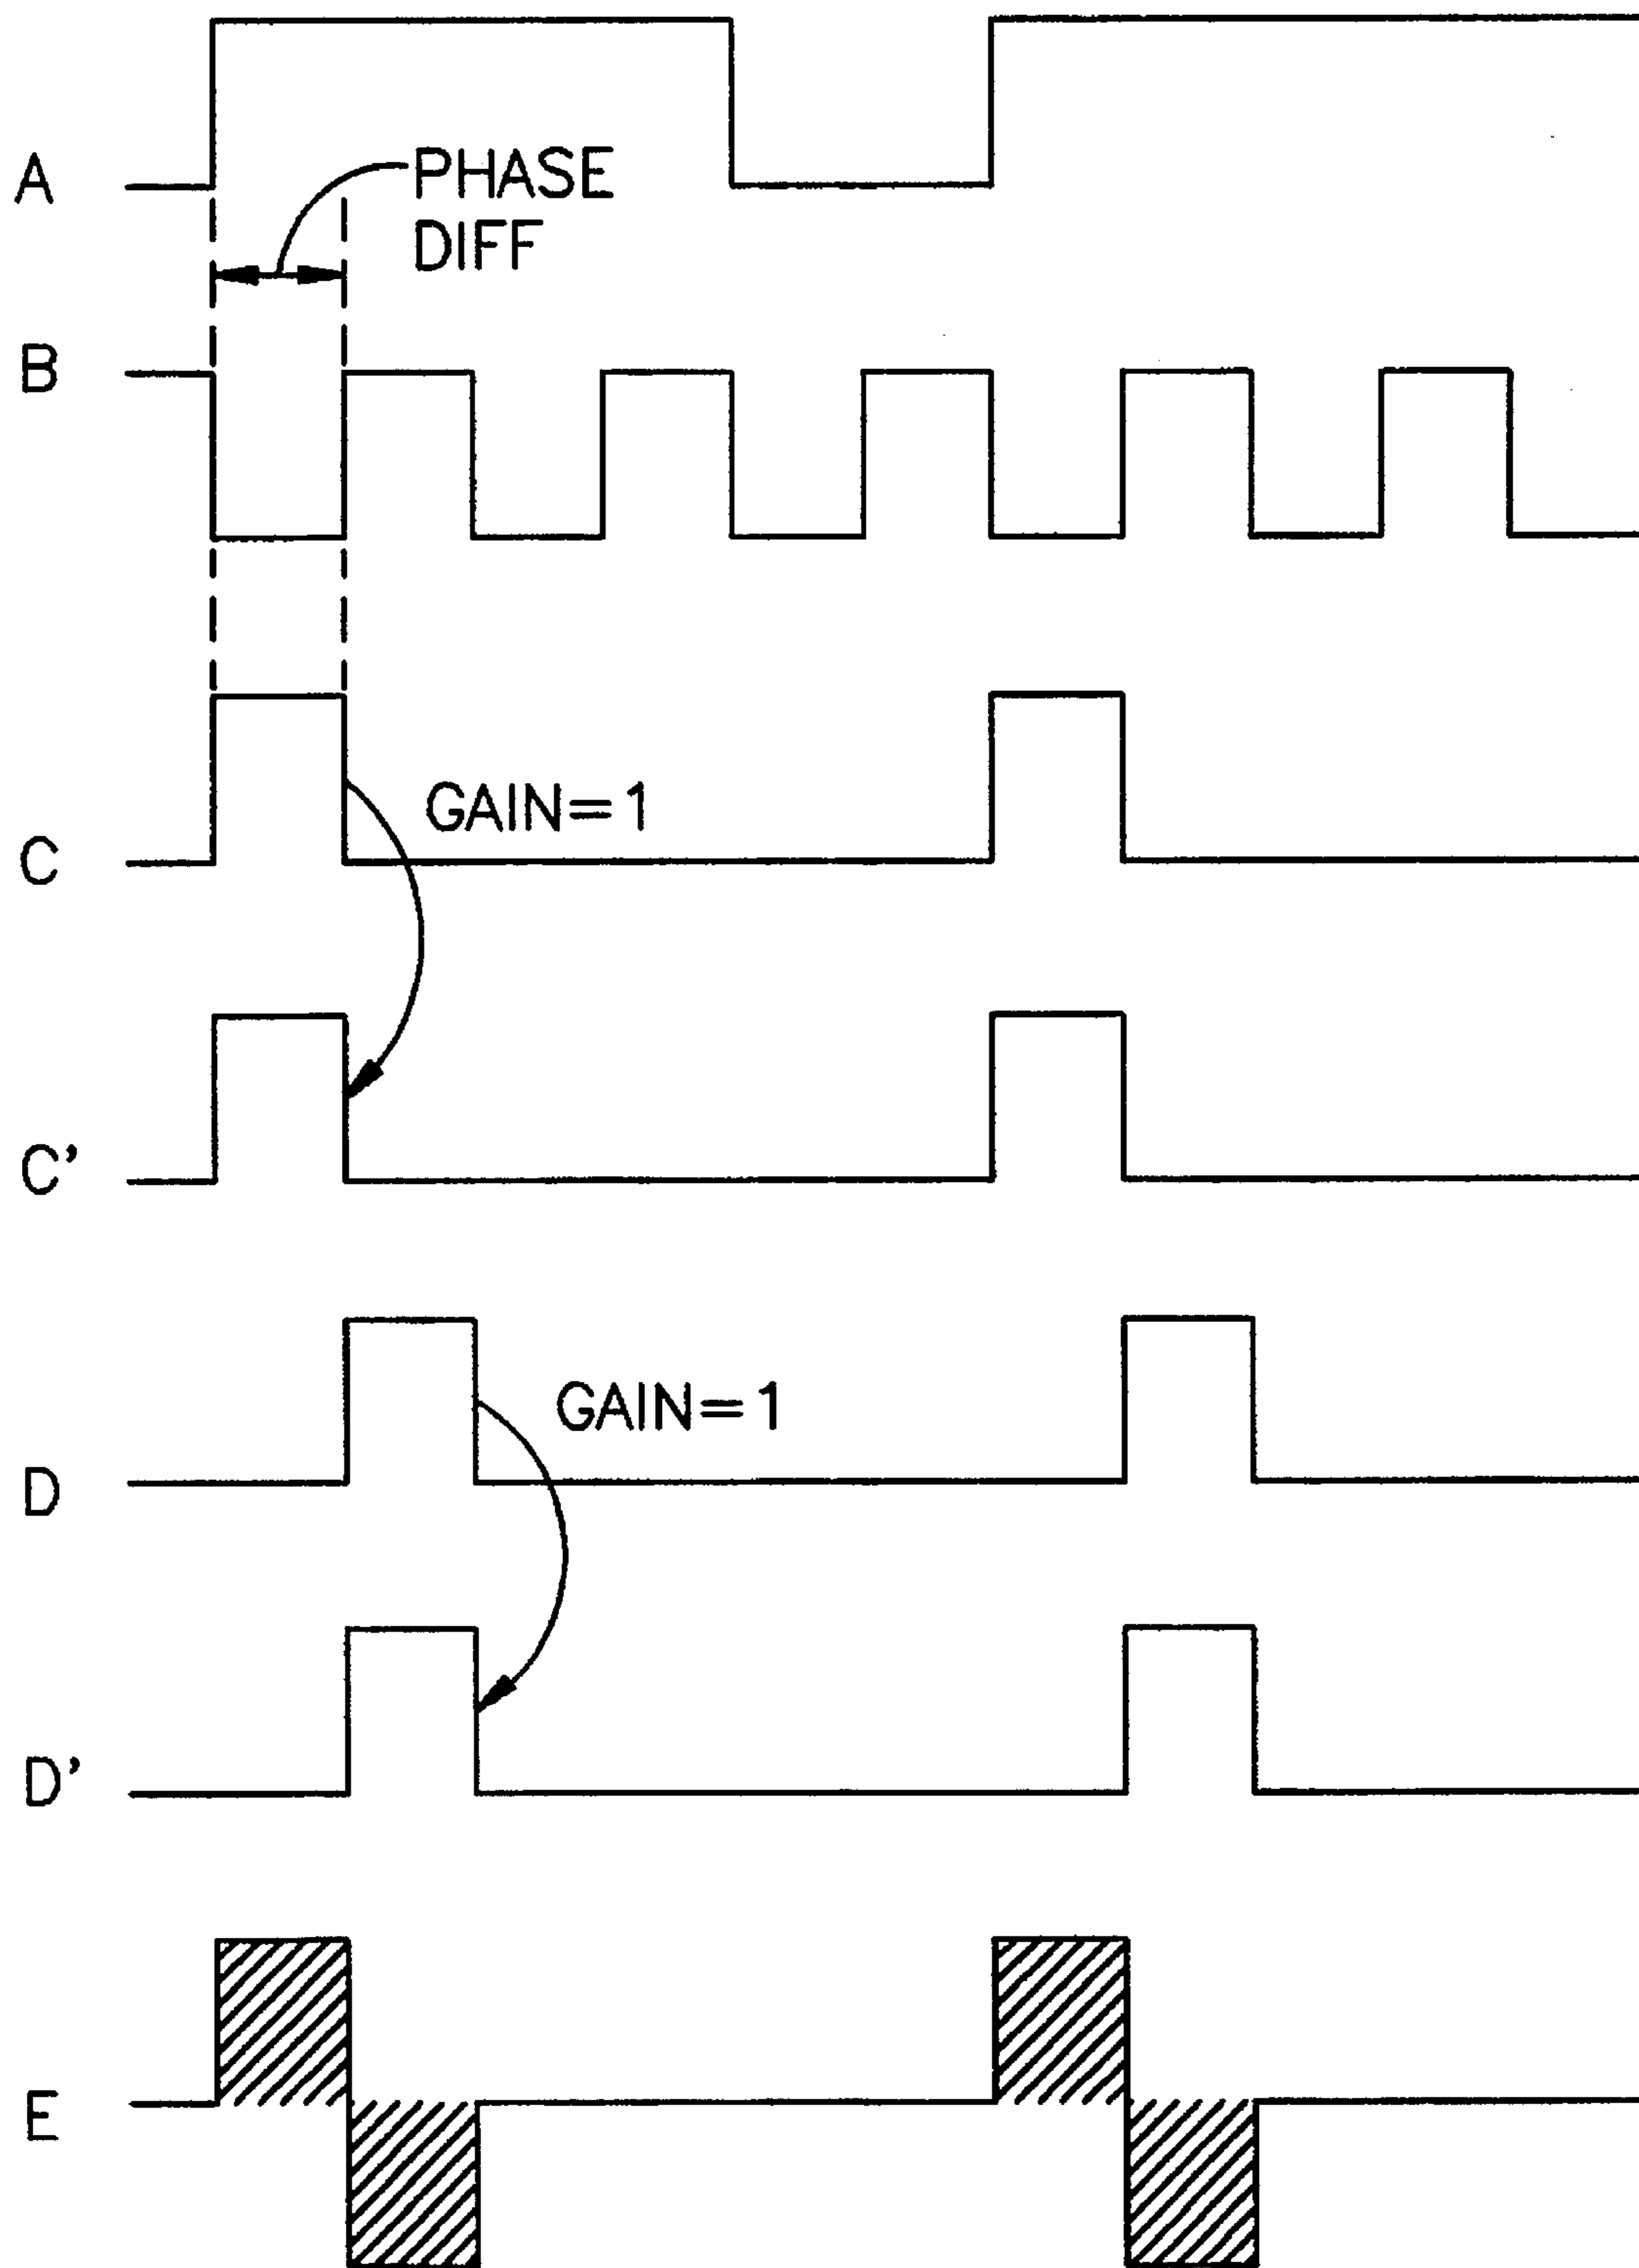 A
PHASE
DIFF
B
GAIN=1
C
C'
GAIN=1
D
D'
E